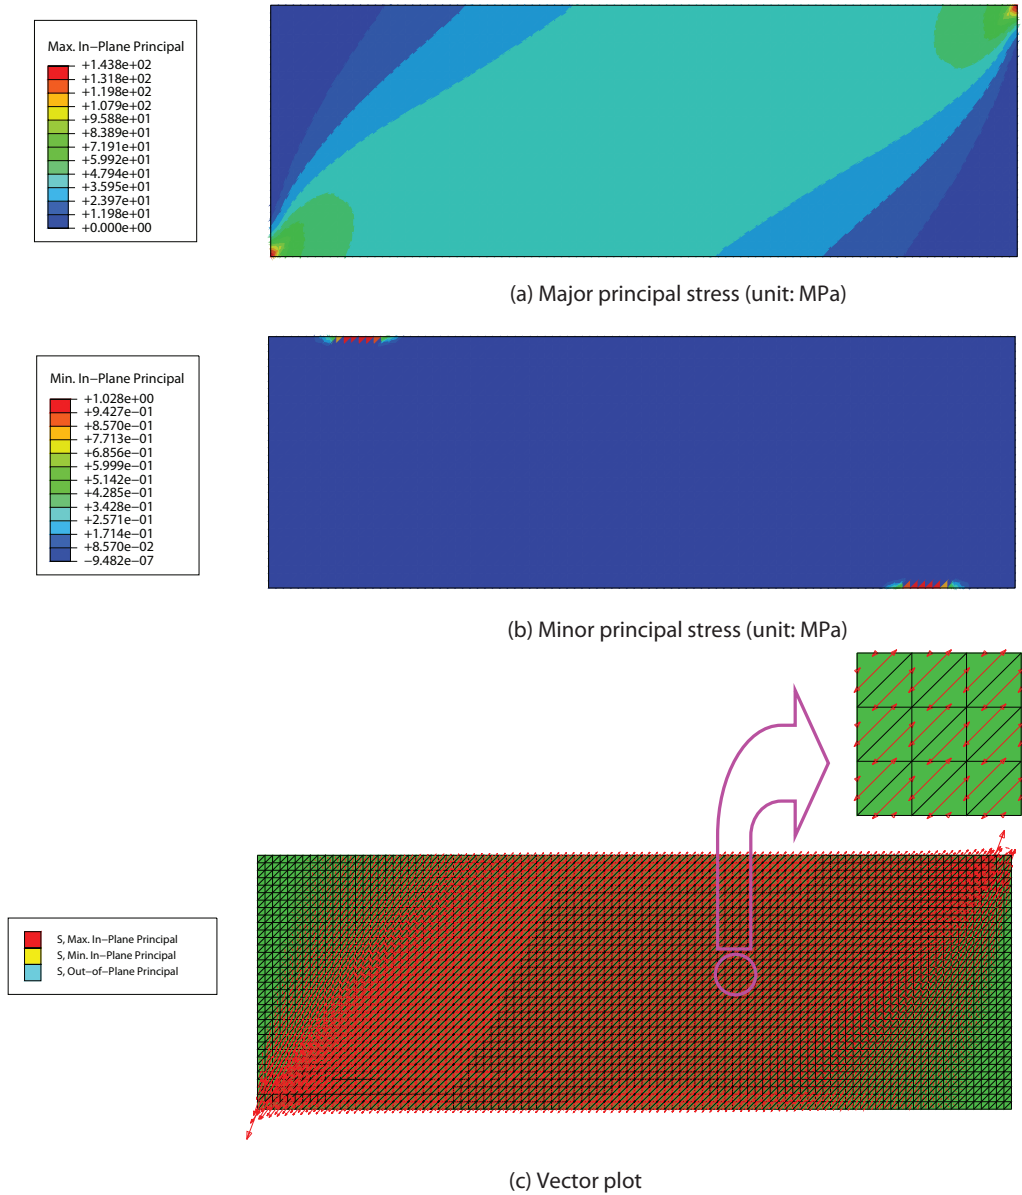 Max. In−Plane Principal
+1.438e+02
+1.318e+02
+1.198e+02
+1.079e+02
+9.588e+01
+8.389e+01
+7.191e+01
+5.992e+01
+4.794e+01
+3.595e+01
+2.397e+01
+1.198e+01
+0.000e+00
(a) Major principal stress (unit: MPa)
Min. In−Plane Principal
+1.028e+00
+9.427e−01
+8.570e−01
+7.713e−01
+6.856e−01
+5.999e−01
+5.142e−01
+4.285e−01
+3.428e−01
+2.571e−01
+1.714e−01
+8.570e−02
−9.482e−07
(b) Minor principal stress (unit: MPa)
S, Max. In−Plane Principal
S, Min. In−Plane Principal
S, Out−of−Plane Principal
(c) Vector plot